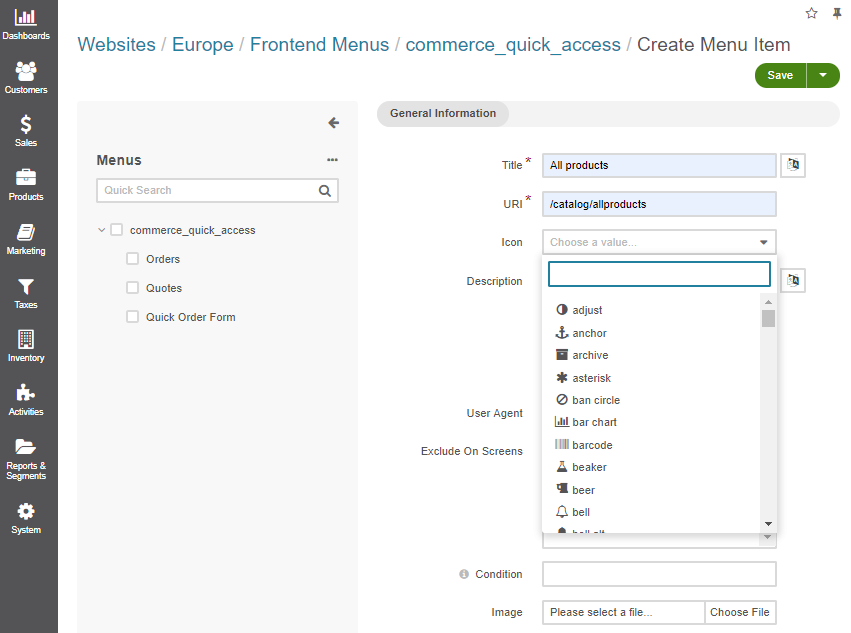 Dashboards
Customers
Sales
Products
Marketing
Taxes
Inventory
Activities
Reports &
Segments
System
Websites / Europe / Frontend Menus / commerce_quick_access / Create Menu Item
Save
Menus
Quick Search
commerce_quick_access
Orders
Quotes
Quick Order Form
General Information
Title *
All products
URI *
/catalog/allproducts
Icon
Choose a value...
Description
adjust
anchor
archive
asterisk
ban circle
bar chart
barcode
beaker
beer
bell
bell alt
User Agent
Exclude On Screens
Condition
Image
Please select a file...
Choose File